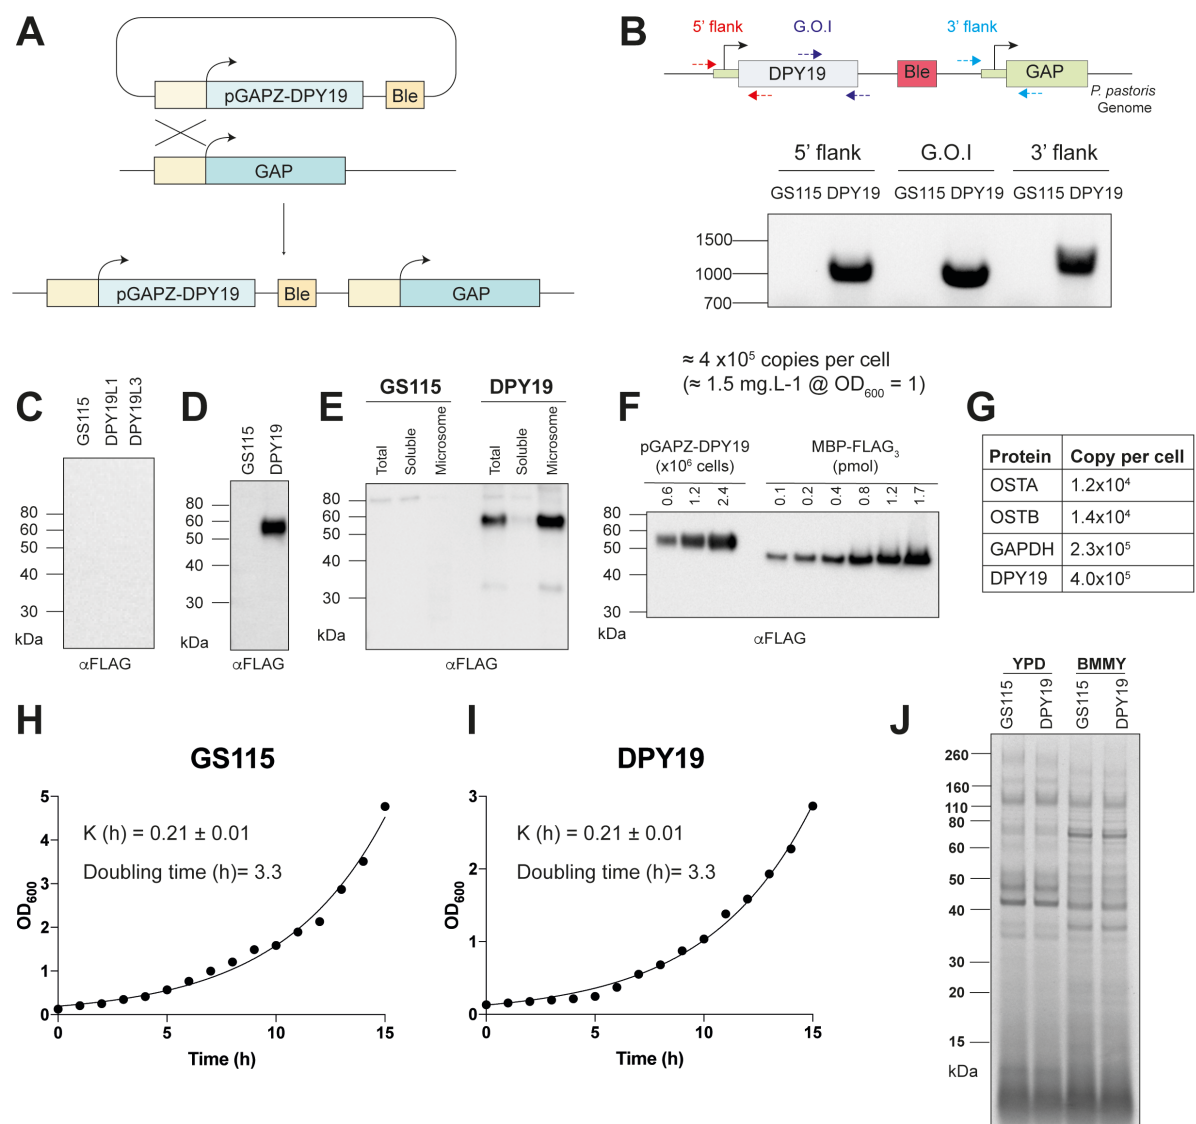 A
pGAPZ-DPY19
Ble
GAP
pGAPZ-DPY19
Ble
GAP
B
5' flank
G.O.I
3' flank
DPY19
Ble
GAP
P. pastoris
Genome
5' flank
G.O.I
3' flank
GS115 DPY19
GS115 DPY19
GS115 DPY19
1500
1000
700
C
GS115
DPY19L1
DPY19L3
80
60
50
40
30
kDa
αFLAG
D
GS115
DPY19
80
60
50
40
30
αFLAG
E
GS115
DPY19
Total
Soluble
Microsome
Total
Soluble
Microsome
80
60
50
40
30
kDa
αFLAG
≈ 4 x10⁵ copies per cell
(≈ 1.5 mg.L-1 @ OD₆₀₀ = 1)
F
pGAPZ-DPY19
(x10⁶ cells)
MBP-FLAG₃
(pmol)
0.6
1.2
2.4
0.1
0.2
0.4
0.8
1.2
1.7
80
60
50
40
30
kDa
αFLAG
G
Protein Copy per cell
OSTA 1.2x10⁴
OSTB 1.4x10⁴
GAPDH 2.3x10⁵
DPY19 4.0x10⁵
H
GS115
K (h) = 0.21 ± 0.01
Doubling time (h)= 3.3
OD₆₀₀
5
4
3
2
1
0
0 5 10 15
Time (h)
I
DPY19
K (h) = 0.21 ± 0.01
Doubling time (h)= 3.3
OD₆₀₀
3
2
1
0
0 5 10 15
Time (h)
J
YPD
BMMY
GS115
DPY19
GS115
DPY19
260
160
110
80
60
50
40
30
20
15
kDa